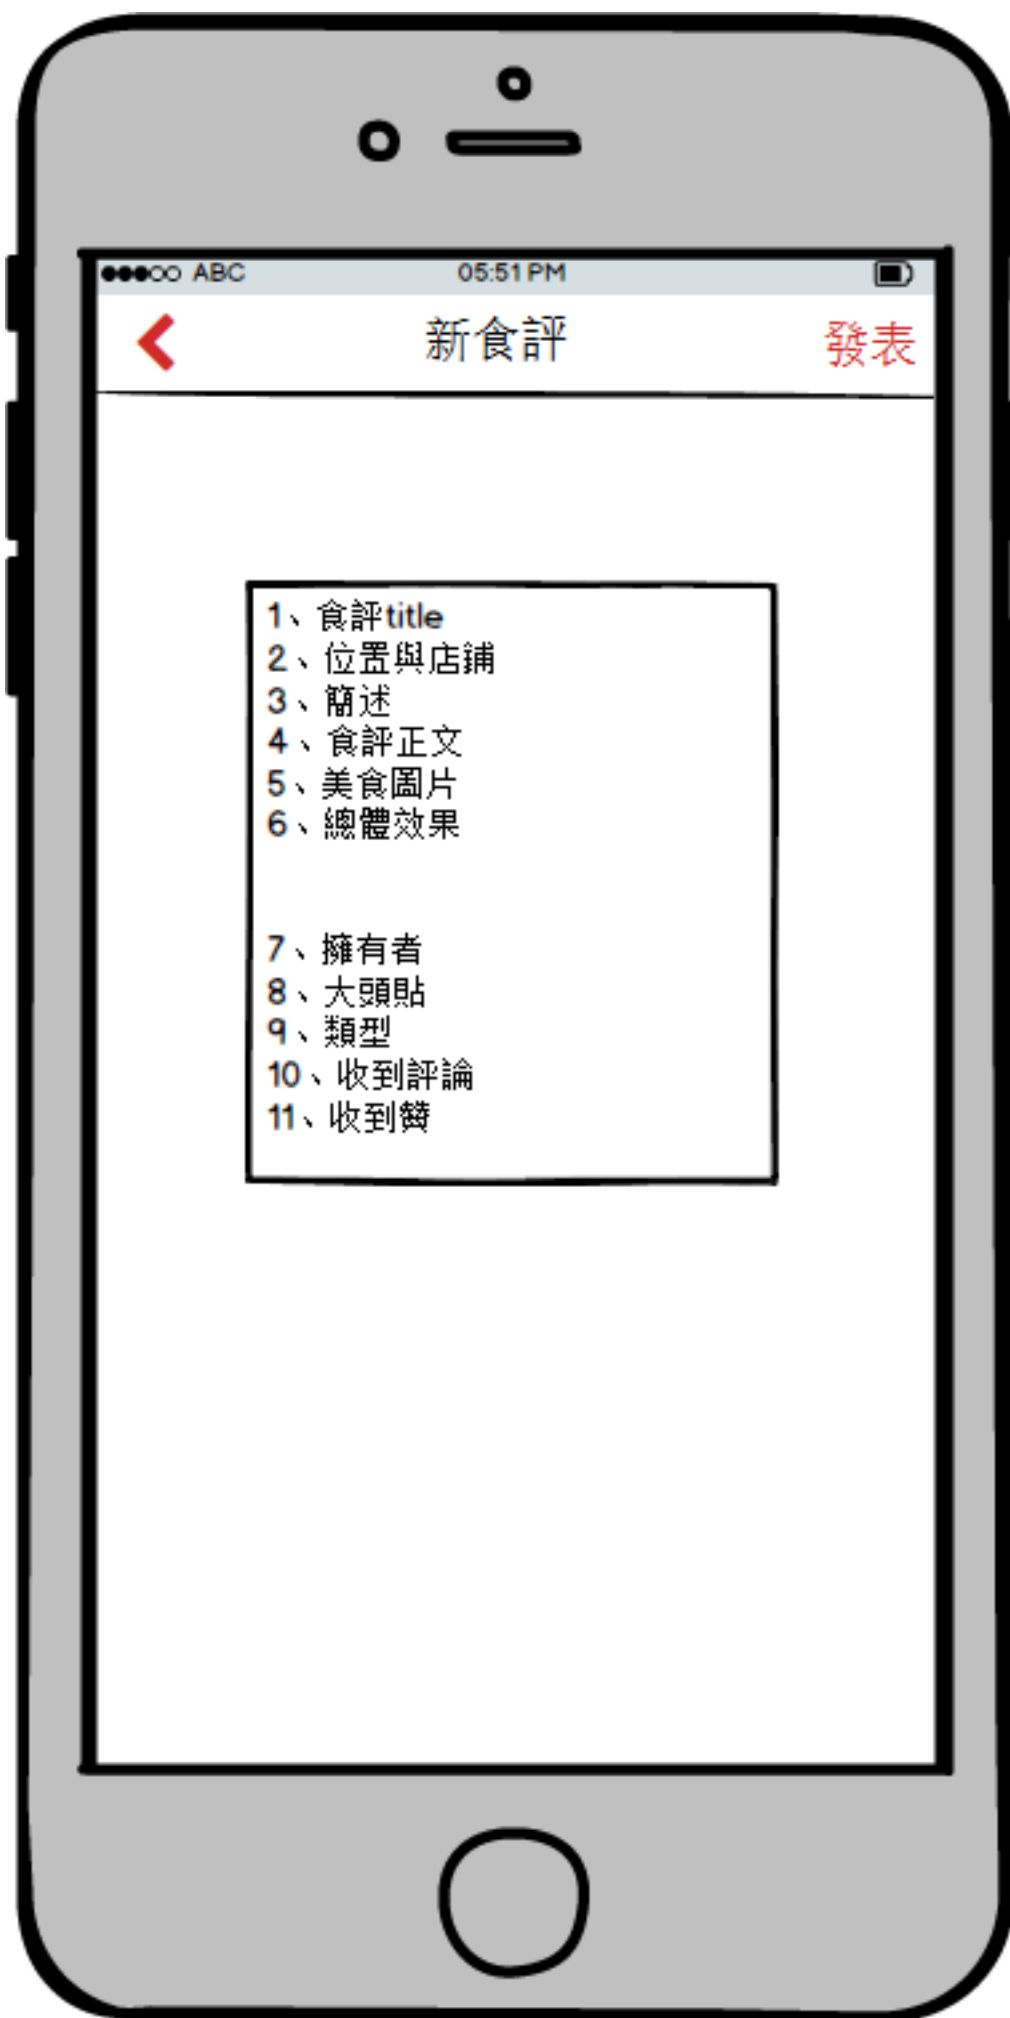 ABC 05:51 PM
新食評 發表
1、食評title
2、位置與店鋪
3、簡述
4、食評正文
5、美食圖片
6、總體效果
7、擁有者
8、大頭貼
9、類型
10、收到評論
11、收到贊